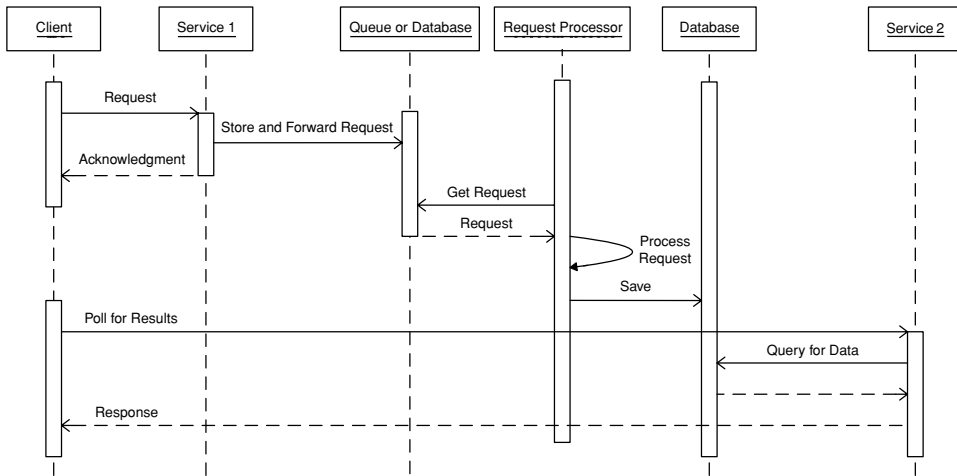 Client
Service 1
Queue or Database
Request Processor
Database
Service 2
Request
Store and Forward Request
Acknowledgment
Get Request
Request
Process
Request
Save
Poll for Results
Query for Data
Response